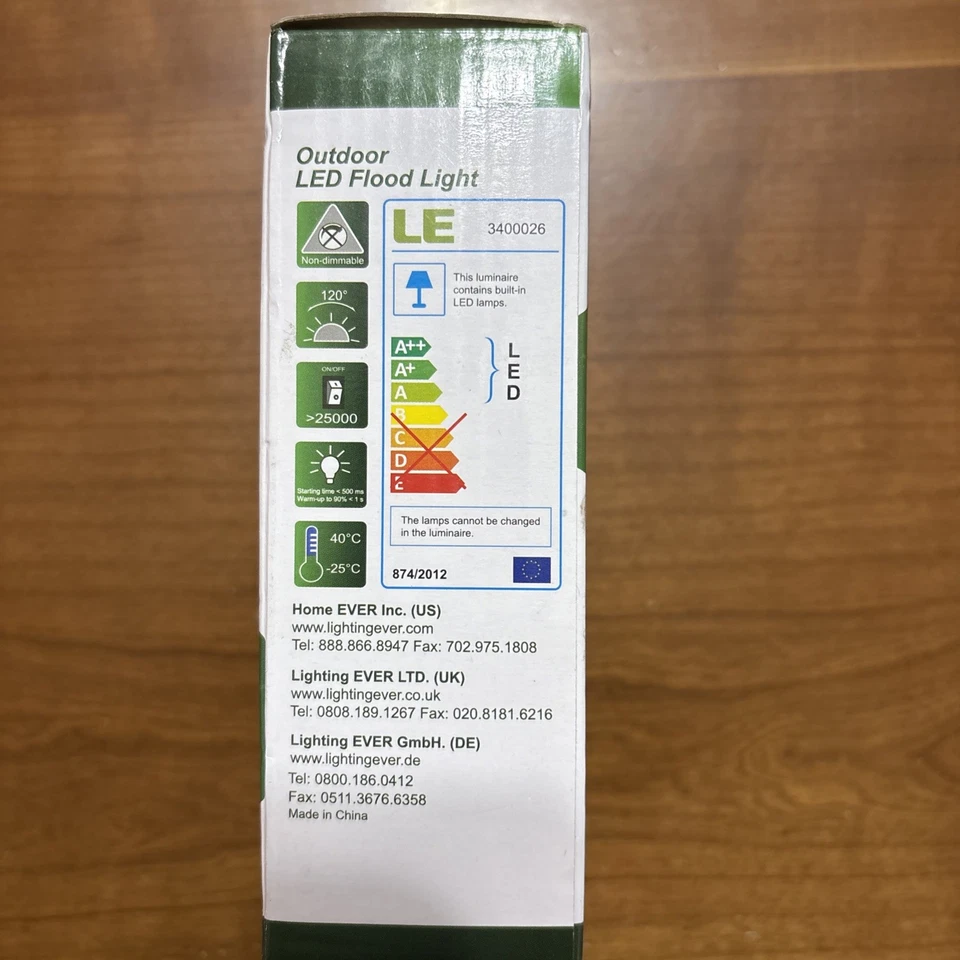 Outdoor
LED Flood Light
Non-dimmable
120°
ON/OFF
>25000
Starting time < 500 ms
Warm-up to 90% < 1 s
40°C
-25°C
LE 3400026
This luminaire
contains built-in
LED lamps.
A++
A+
A
B
C
D
E
L
E
D
The lamps cannot be changed
in the luminaire.
874/2012
Home EVER Inc. (US)
www.lightingever.com
Tel: 888.866.8947 Fax: 702.975.1808
Lighting EVER LTD. (UK)
www.lightingever.co.uk
Tel: 0808.189.1267 Fax: 020.8181.6216
Lighting EVER GmbH. (DE)
www.lightingever.de
Tel: 0800.186.0412
Fax: 0511.3676.6358
Made in China